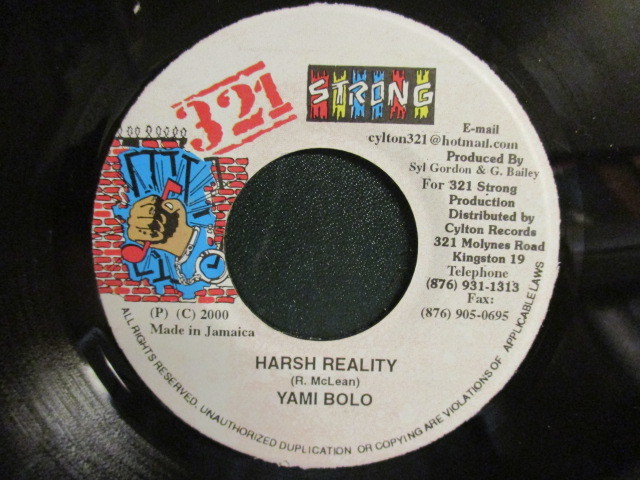 321
STRONG
E-mail
cylton321@hotmail.com
Produced By
Syl Gordon & G. Bailey
For 321 Strong
Production
Distributed by
Cylton Records
321 Molynes Road
Kingston 19
Telephone
(876) 931-1313
Fax:
(876) 905-0695
(P) (C) 2000
Made in Jamaica
HARSH REALITY
(R. McLean)
YAMI BOLO
ALL RIGHTS RESERVED. UNAUTHORIZED DUPLICATION OR COPYING ARE VIOLATIONS OF APPLICABLE LAWS